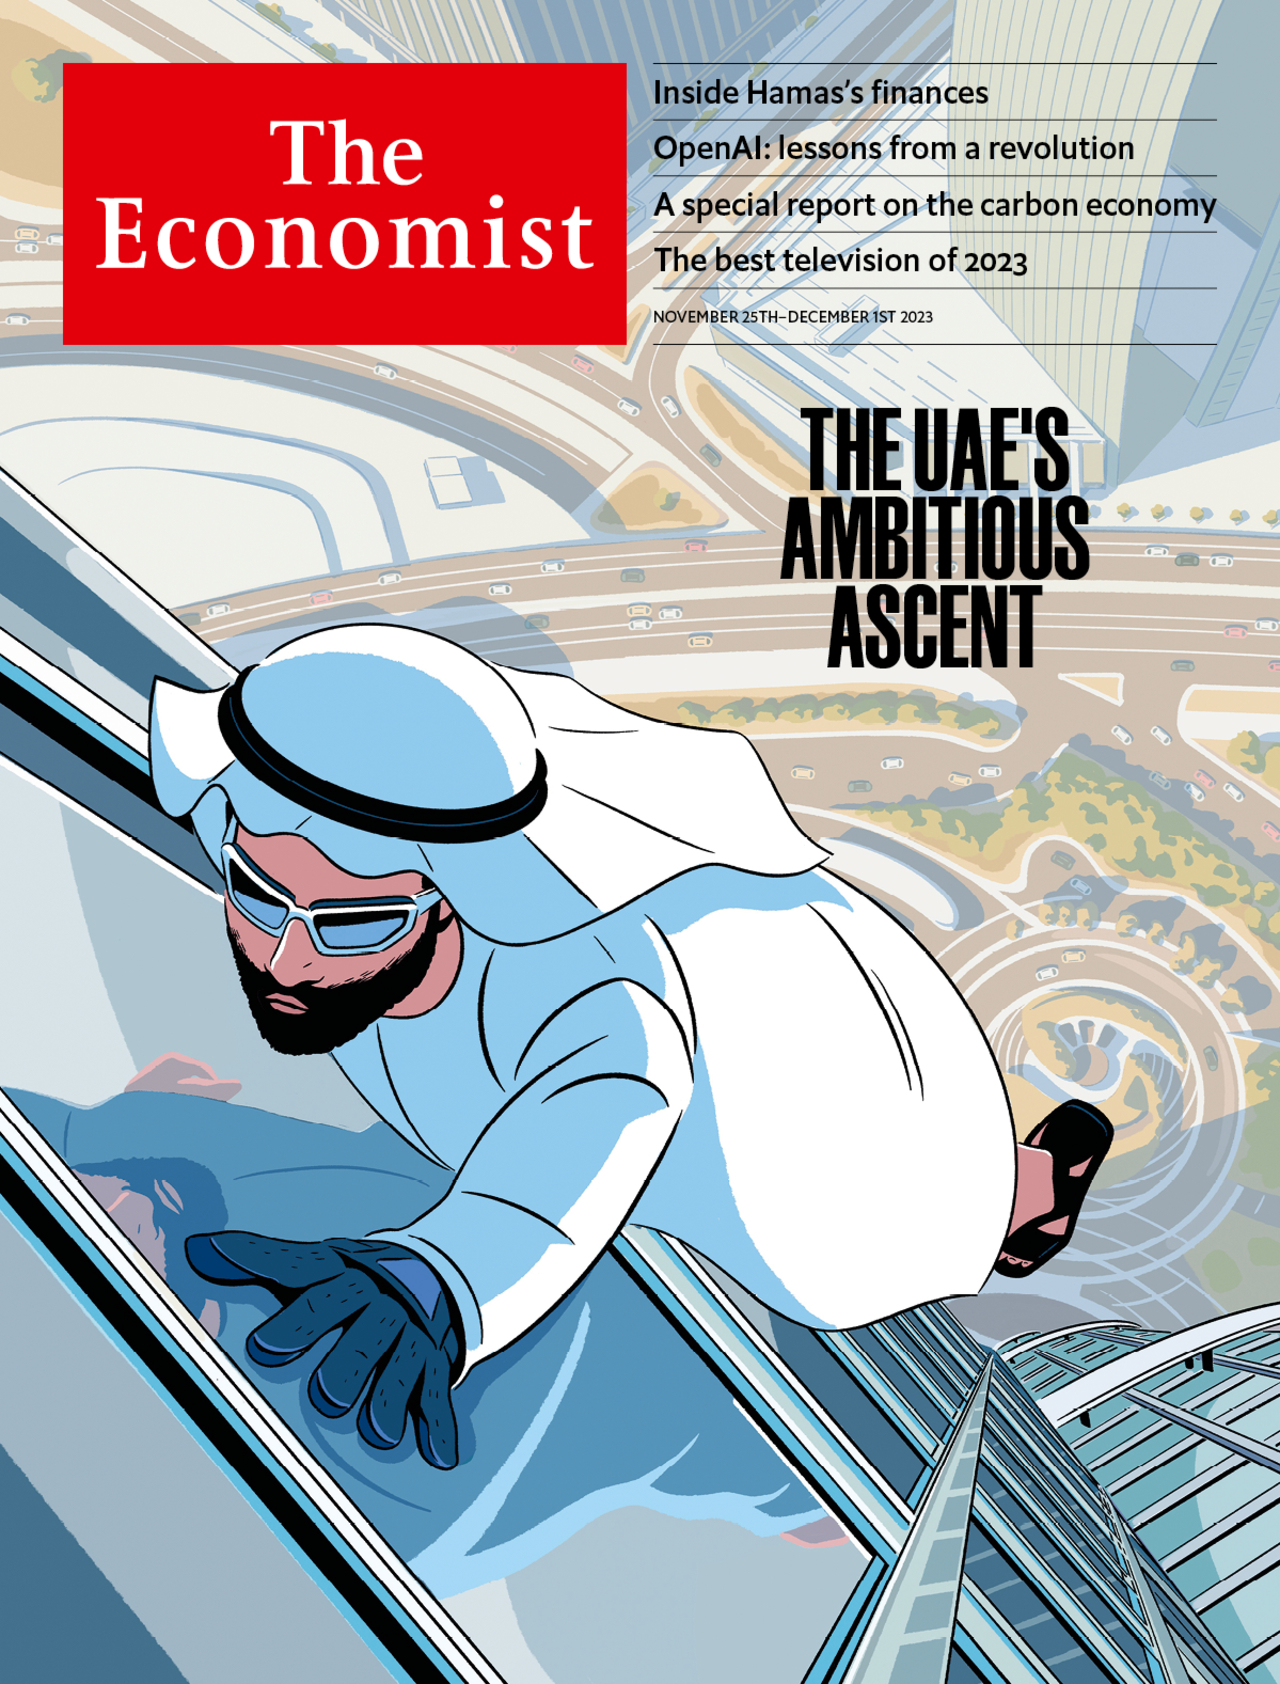 The
Economist
Inside Hamas’s finances
OpenAI: lessons from a revolution
A special report on the carbon economy
The best television of 2023
NOVEMBER 25TH–DECEMBER 1ST 2023
THE UAE'S
AMBITIOUS
ASCENT